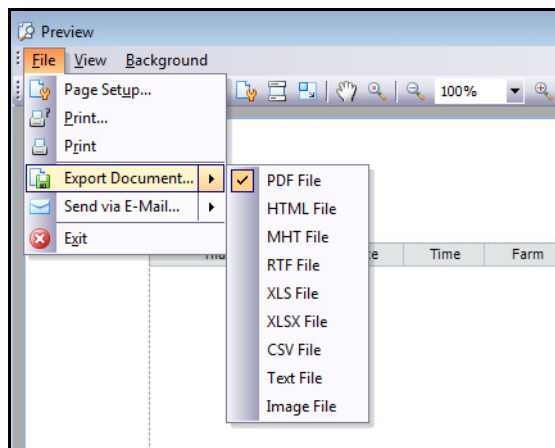 Preview
File View Background
Page Setup...
100%
Print...
Print
Export Document...
PDF File
Send via E-Mail...
HTML File
Exit
MHT File
Time Farm
RTF File
XLS File
XLSX File
CSV File
Text File
Image File